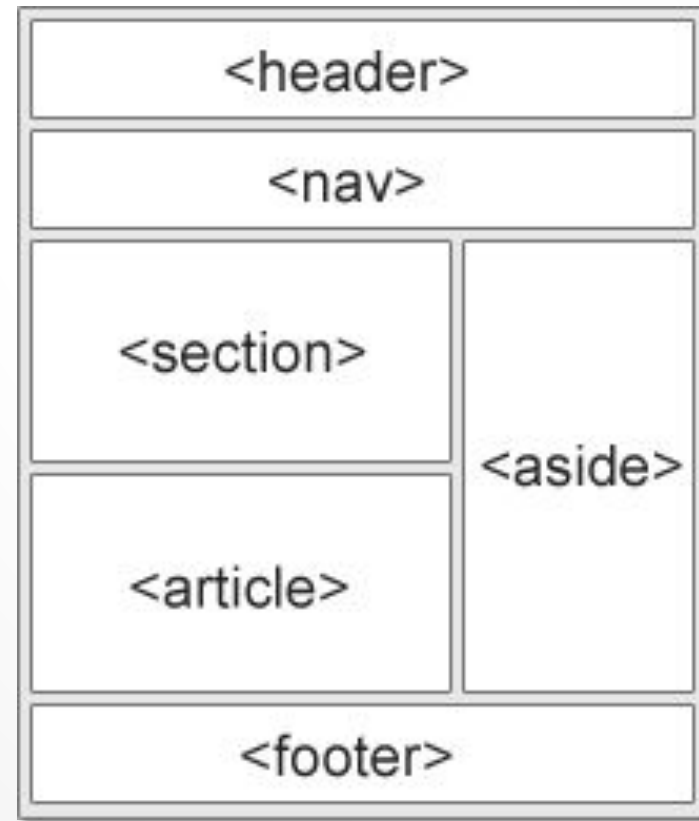 <header>
<nav>
<section>
<aside>
<article>
<footer>